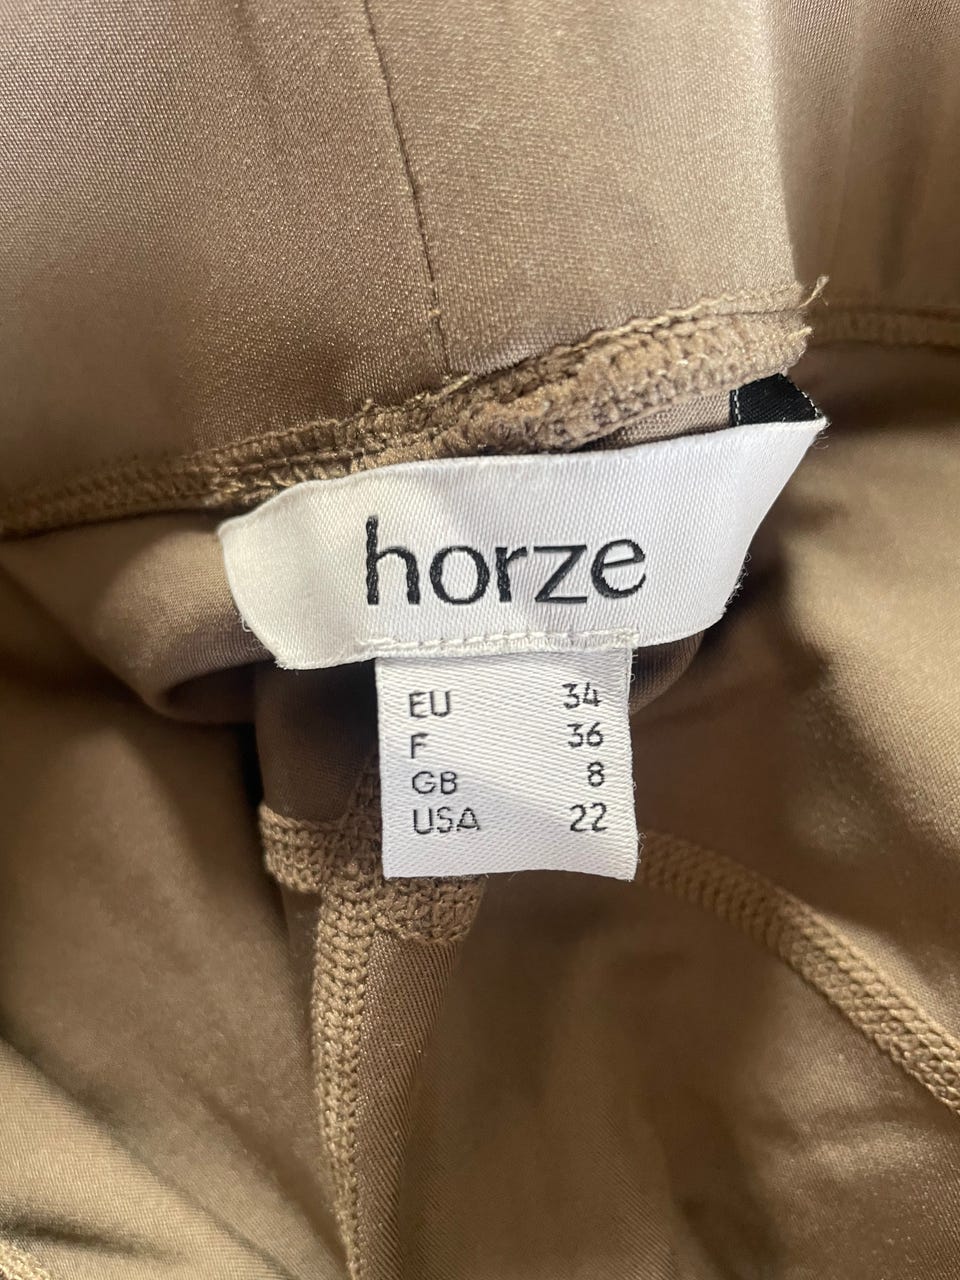 horze
EU 34
F 36
GB 8
USA 22